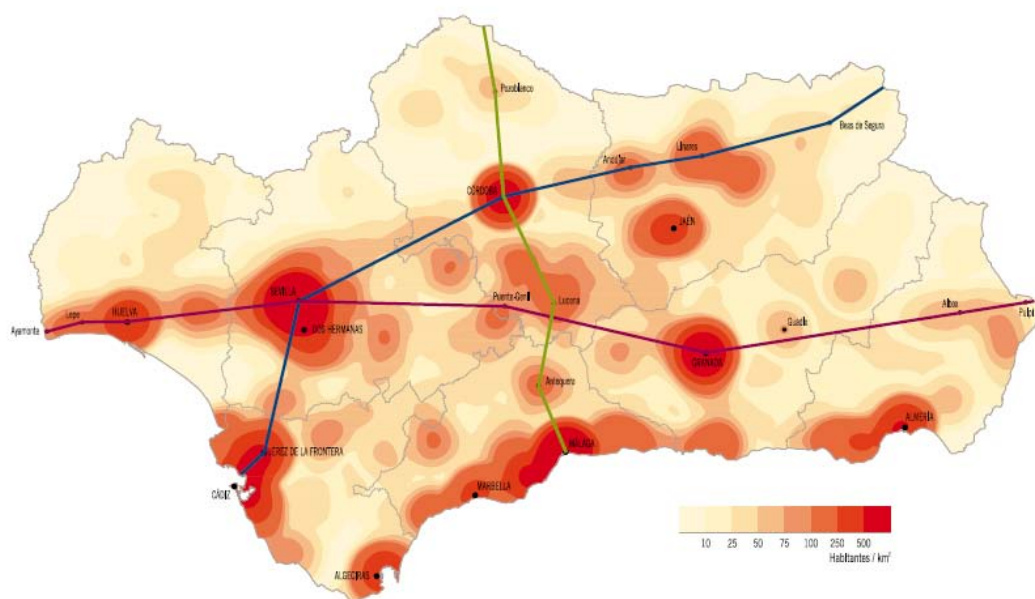 Pozoblanco
Beas de Segura
Linares
Andújar
CÓRDOBA
JAÉN
SEVILLA
Puente-Genil
Lucena
Lepe
HUELVA
Ayamonte
DOS HERMANAS
Guadix
Albox
Pulpí
GRANADA
Antequera
ALMERÍA
MÁLAGA
JEREZ DE LA FRONTERA
MARBELLA
CÁDIZ
ALGECIRAS
10 25 50 75 100 250 500
Habitantes / km²